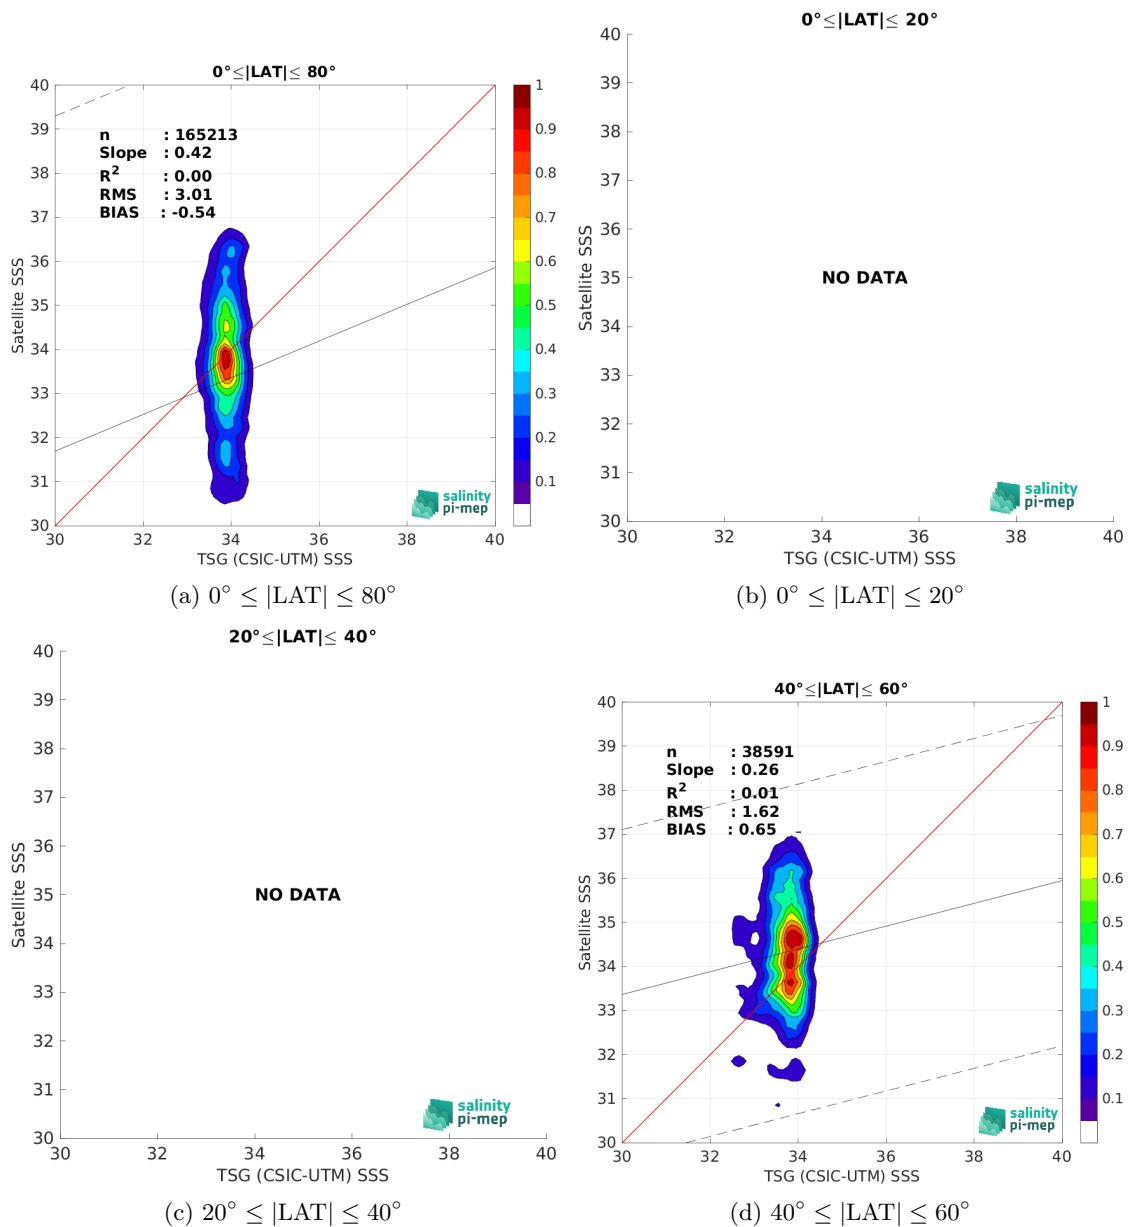 0°≤|LAT|≤ 80°
40
39
38
37
36
35
34
33
32
31
30
Satellite SSS
n : 165213
Slope : 0.42
R² : 0.00
RMS : 3.01
BIAS : -0.54
1
0.9
0.8
0.7
0.6
0.5
0.4
0.3
0.2
0.1
salinity
pi-mep
30 32 34 36 38 40
TSG (CSIC-UTM) SSS
(a) 0° ≤ |LAT| ≤ 80°
0°≤|LAT|≤ 20°
40
39
38
37
36
35
34
33
32
31
30
Satellite SSS
NO DATA
salinity
pi-mep
30 32 34 36 38 40
TSG (CSIC-UTM) SSS
(b) 0° ≤ |LAT| ≤ 20°
20°≤|LAT|≤ 40°
40
39
38
37
36
35
34
33
32
31
30
Satellite SSS
NO DATA
salinity
pi-mep
30 32 34 36 38 40
TSG (CSIC-UTM) SSS
(c) 20° ≤ |LAT| ≤ 40°
40°≤|LAT|≤ 60°
40
39
38
37
36
35
34
33
32
31
30
Satellite SSS
n : 38591
Slope : 0.26
R² : 0.01
RMS : 1.62
BIAS : 0.65
1
0.9
0.8
0.7
0.6
0.5
0.4
0.3
0.2
0.1
salinity
pi-mep
30 32 34 36 38 40
TSG (CSIC-UTM) SSS
(d) 40° ≤ |LAT| ≤ 60°